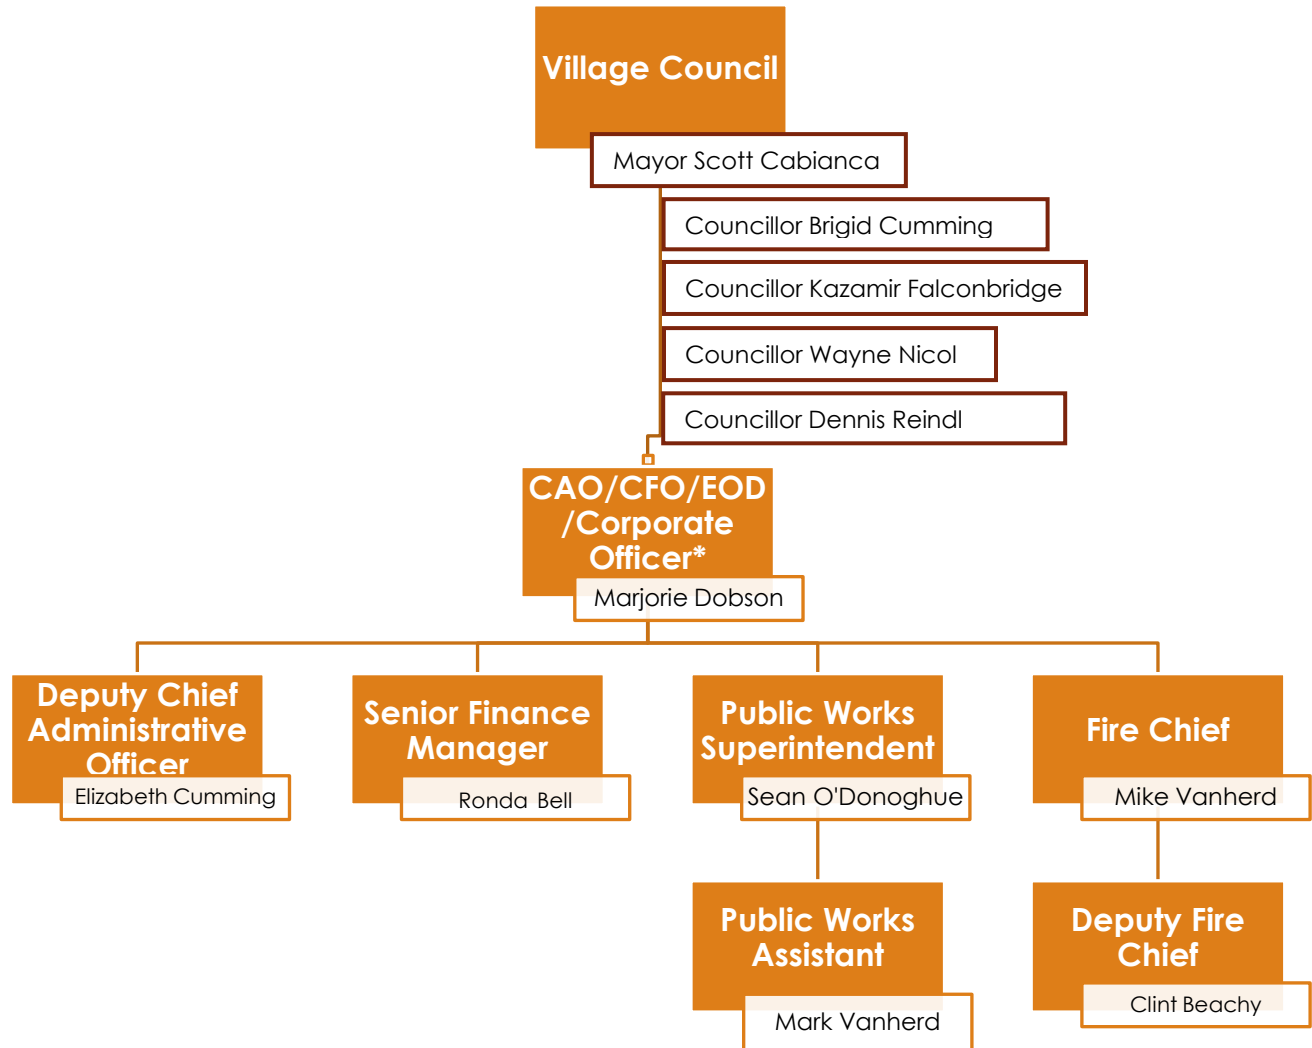 Village Council
Mayor Scott Cabianca
Councillor Brigid Cumming
Councillor Kazamir Falconbridge
Councillor Wayne Nicol
Councillor Dennis Reindl
CAO/CFO/EOD
/Corporate
Officer*
Marjorie Dobson
Deputy Chief
Administrative
Officer
Elizabeth Cumming
Senior Finance
Manager
Ronda Bell
Public Works
Superintendent
Sean O'Donoghue
Fire Chief
Mike Vanherd
Public Works
Assistant
Mark Vanherd
Deputy Fire
Chief
Clint Beachy